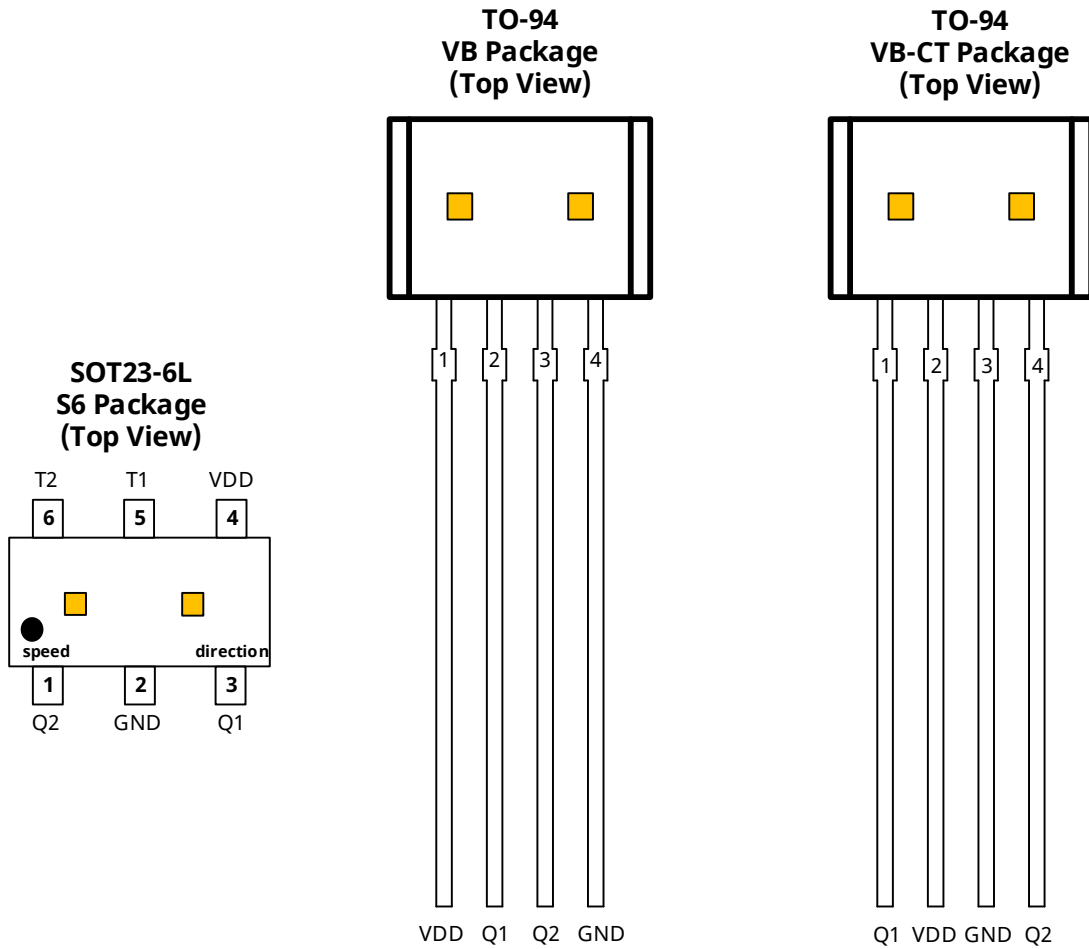 TO-94
VB Package
(Top View)
TO-94
VB-CT Package
(Top View)
1 2 3 4
1 2 3 4
SOT23-6L
S6 Package
(Top View)
T2 T1 VDD
6 5 4
speed direction
1 2 3
Q2 GND Q1
VDD Q1 Q2 GND
Q1 VDD GND Q2